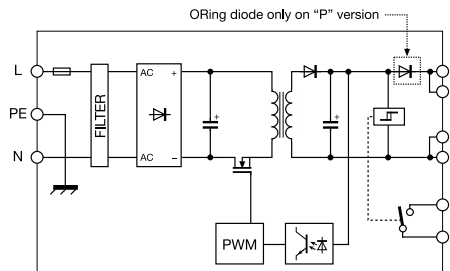 ORing diode only on “P” version
L
AC
+
PE
FILTER
+
+
N
AC
−
PWM